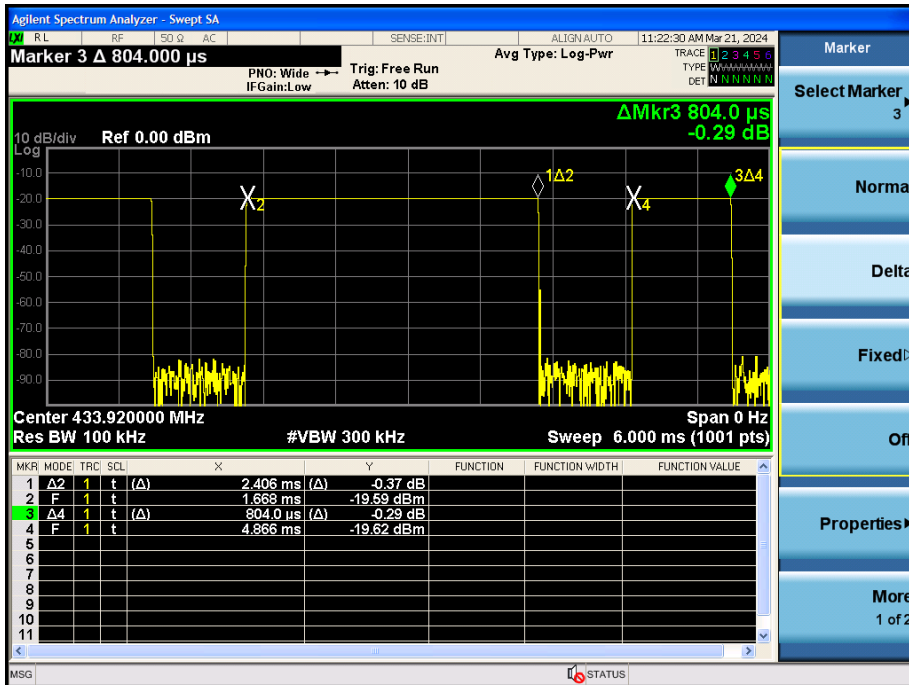 Agilent Spectrum Analyzer - Swept SA
LXI RL RF 50 Ω AC SENSE:INT ALIGN AUTO 11:22:30 AM Mar 21, 2024
Marker 3 Δ 804.000 µs
PNO: Wide Trig: Free Run Avg Type: Log-Pwr TRACE 1 2 3 4 5 6
IFGain:Low Atten: 10 dB TYPE W
DET N N N N N N
ΔMkr3 804.0 µs
10 dB/div Ref 0.00 dBm -0.29 dB
Log
-10.0
-20.0
-30.0
-40.0
-50.0
-60.0
-70.0
-80.0
-90.0
2 1Δ2 4 3Δ4
Center 433.920000 MHz Span 0 Hz
Res BW 100 kHz #VBW 300 kHz Sweep 6.000 ms (1001 pts)
MKR MODE TRC SCL X Y FUNCTION FUNCTION WIDTH FUNCTION VALUE
1 Δ2 1 t (Δ) 2.406 ms (Δ) -0.37 dB
2 F 1 t 1.668 ms -19.59 dBm
3 Δ4 1 t (Δ) 804.0 µs (Δ) -0.29 dB
4 F 1 t 4.866 ms -19.62 dBm
5
6
7
8
9
10
11
MSG STATUS
Marker
Select Marker
3
Norma
Delta
Fixed
Off
Properties
More
1 of 2